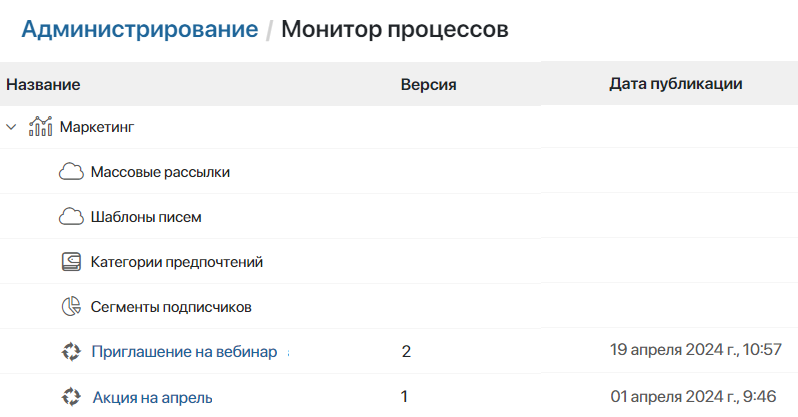 Администрирование / Монитор процессов
Название Версия Дата публикации
Маркетинг
Массовые рассылки
Шаблоны писем
Категории предпочтений
Сегменты подписчиков
Приглашение на вебинар 2 19 апреля 2024 г., 10:57
Акция на апрель 1 01 апреля 2024 г., 9:46